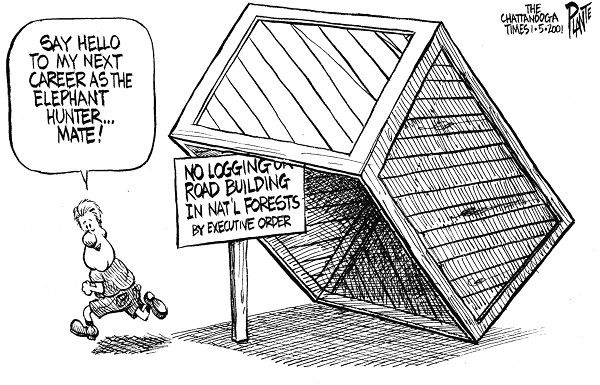 SAY HELLO
TO MY NEXT
CAREER AS THE
ELEPHANT
HUNTER...
MATE!
THE
CHATTANOOGA
TIMES 1·5·2001
PLANTE
NO LOGGING OR
ROAD BUILDING
IN NAT'L FORESTS
BY EXECUTIVE ORDER